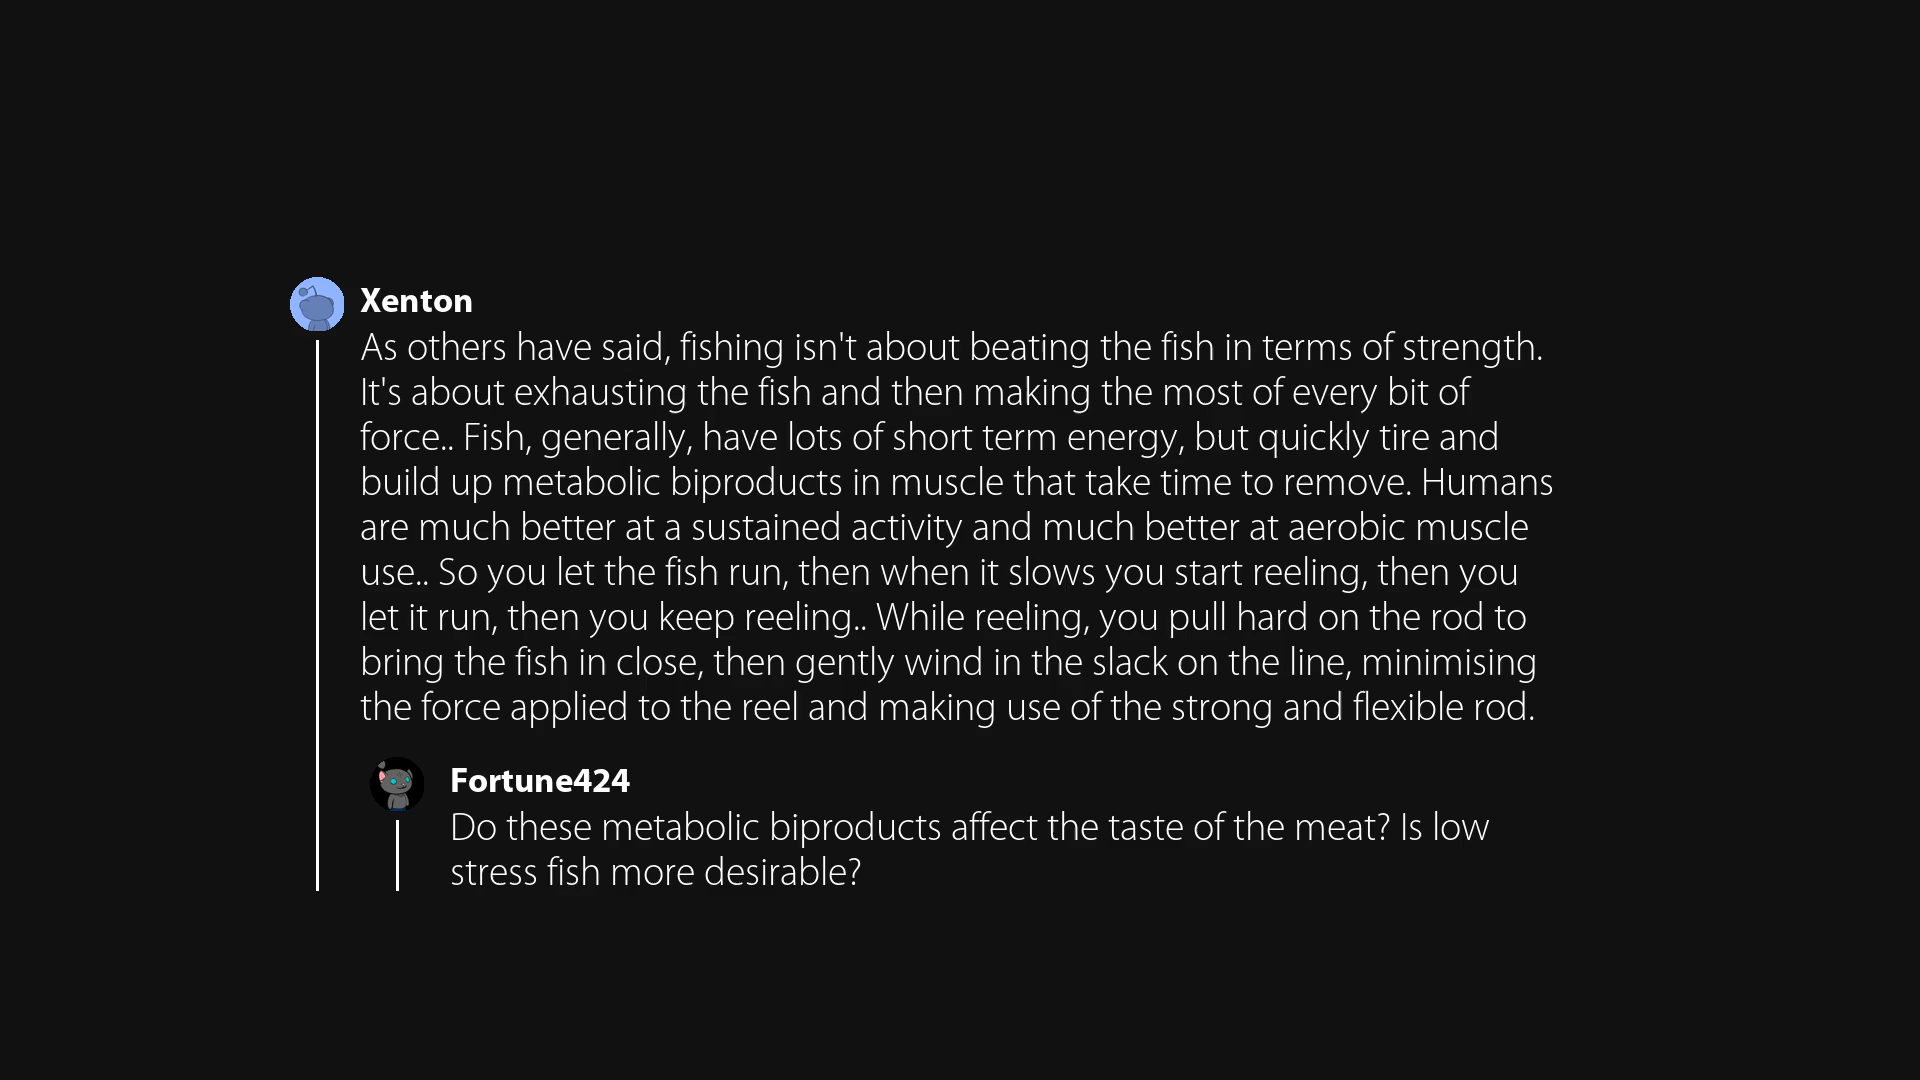 Xenton
As others have said, fishing isn't about beating the fish in terms of strength.
It's about exhausting the fish and then making the most of every bit of
force.. Fish, generally, have lots of short term energy, but quickly tire and
build up metabolic biproducts in muscle that take time to remove. Humans
are much better at a sustained activity and much better at aerobic muscle
use.. So you let the fish run, then when it slows you start reeling, then you
let it run, then you keep reeling.. While reeling, you pull hard on the rod to
bring the fish in close, then gently wind in the slack on the line, minimising
the force applied to the reel and making use of the strong and flexible rod.
Fortune424
Do these metabolic biproducts affect the taste of the meat? Is low
stress fish more desirable?